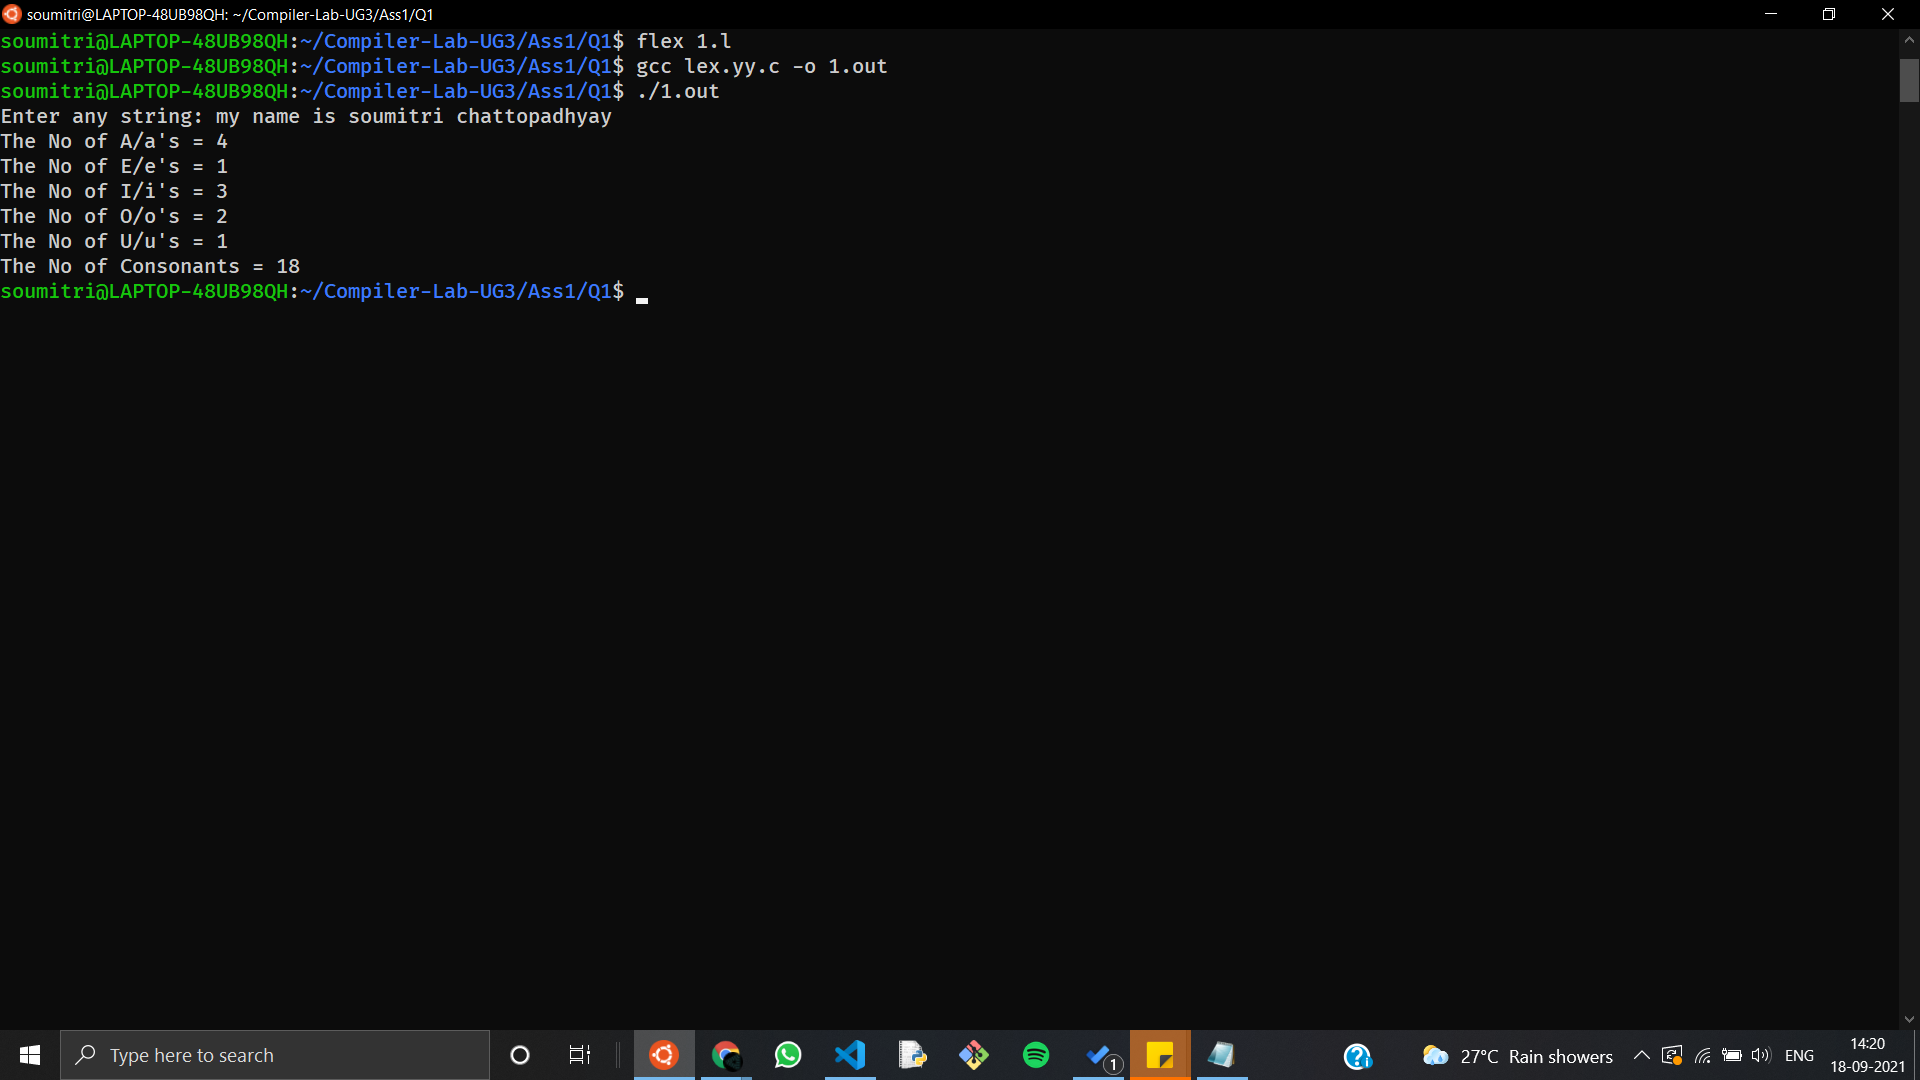 soumitri@LAPTOP-48UB98QH: ~/Compiler-Lab-UG3/Ass1/Q1
soumitri@LAPTOP-48UB98QH:~/Compiler-Lab-UG3/Ass1/Q1$ flex 1.l
soumitri@LAPTOP-48UB98QH:~/Compiler-Lab-UG3/Ass1/Q1$ gcc lex.yy.c -o 1.out
soumitri@LAPTOP-48UB98QH:~/Compiler-Lab-UG3/Ass1/Q1$ ./1.out
Enter any string: my name is soumitri chattopadhyay
The No of A/a's = 4
The No of E/e's = 1
The No of I/i's = 3
The No of O/o's = 2
The No of U/u's = 1
The No of Consonants = 18
soumitri@LAPTOP-48UB98QH:~/Compiler-Lab-UG3/Ass1/Q1$
Type here to search
1
27°C Rain showers
ENG
14:20
18-09-2021